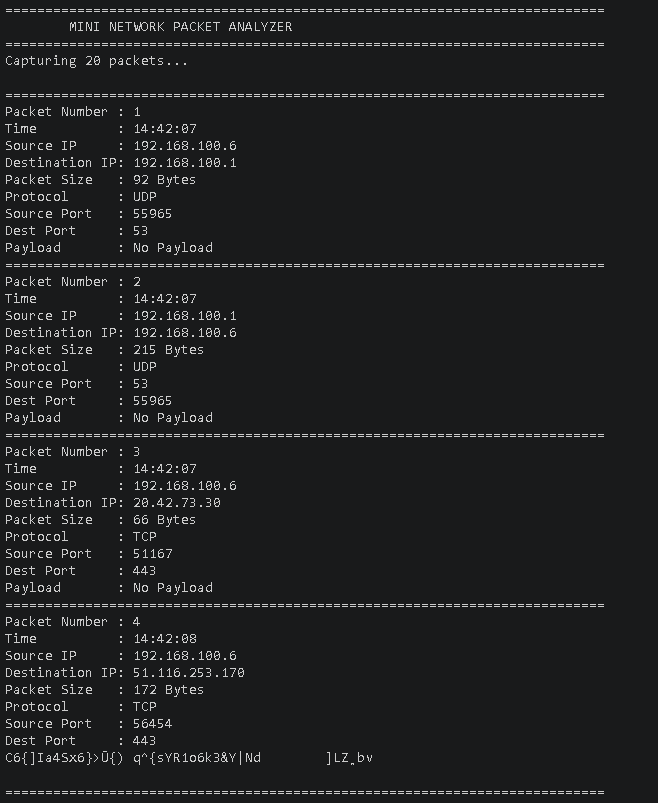 ===========================================================================
MINI NETWORK PACKET ANALYZER
===========================================================================
Capturing 20 packets...
===========================================================================
Packet Number : 1
Time : 14:42:07
Source IP : 192.168.100.6
Destination IP: 192.168.100.1
Packet Size : 92 Bytes
Protocol : UDP
Source Port : 55965
Dest Port : 53
Payload : No Payload
===========================================================================
Packet Number : 2
Time : 14:42:07
Source IP : 192.168.100.1
Destination IP: 192.168.100.6
Packet Size : 215 Bytes
Protocol : UDP
Source Port : 53
Dest Port : 55965
Payload : No Payload
===========================================================================
Packet Number : 3
Time : 14:42:07
Source IP : 192.168.100.6
Destination IP: 20.42.73.30
Packet Size : 66 Bytes
Protocol : TCP
Source Port : 51167
Dest Port : 443
Payload : No Payload
===========================================================================
Packet Number : 4
Time : 14:42:08
Source IP : 192.168.100.6
Destination IP: 51.116.253.170
Packet Size : 172 Bytes
Protocol : TCP
Source Port : 56454
Dest Port : 443
C6{]Ia4Sx6}>Ū{) q^{sYR1o6k3&Y|Nd ]LZ˷bv
===========================================================================